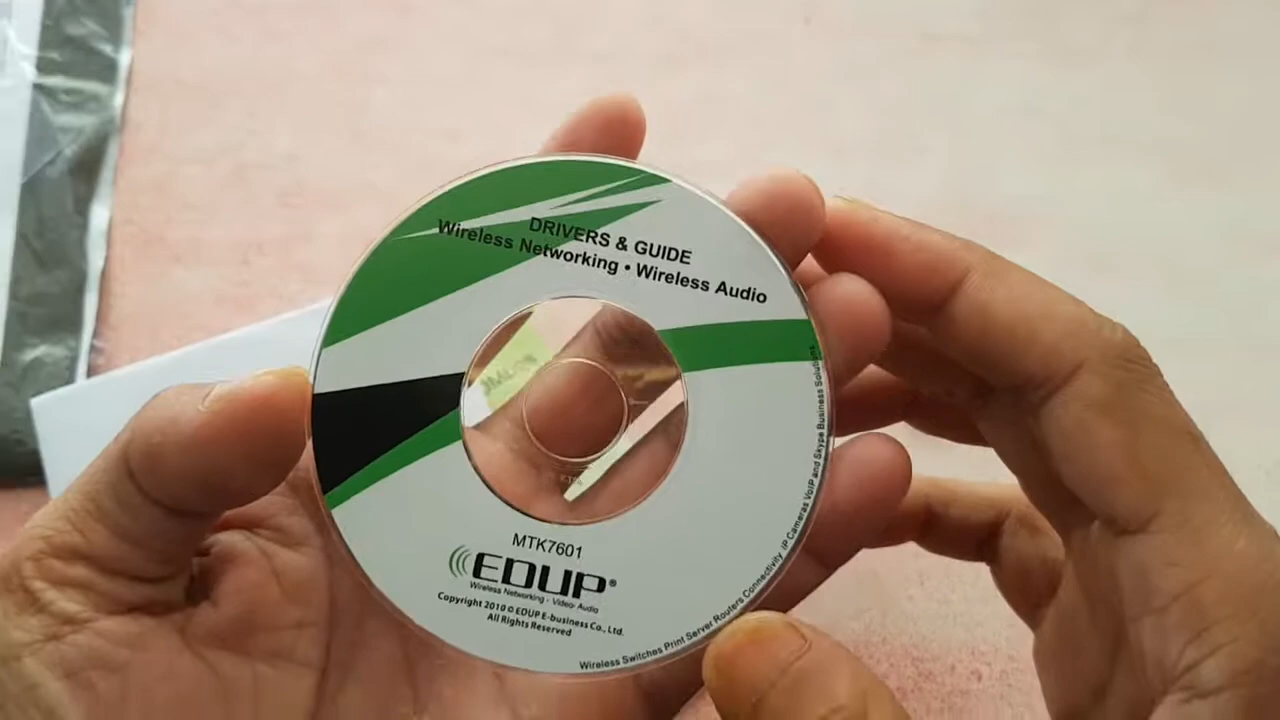 DRIVERS & GUIDE
Wireless Networking • Wireless Audio
MTK7601
EDUP®
Wireless Networking · Video/Audio
Copyright 2010 © EDUP E-business Co., Ltd.
All Rights Reserved
Wireless Switches Print Server Routers Connectivity IP Cameras VoIP and Skype Business Solutions